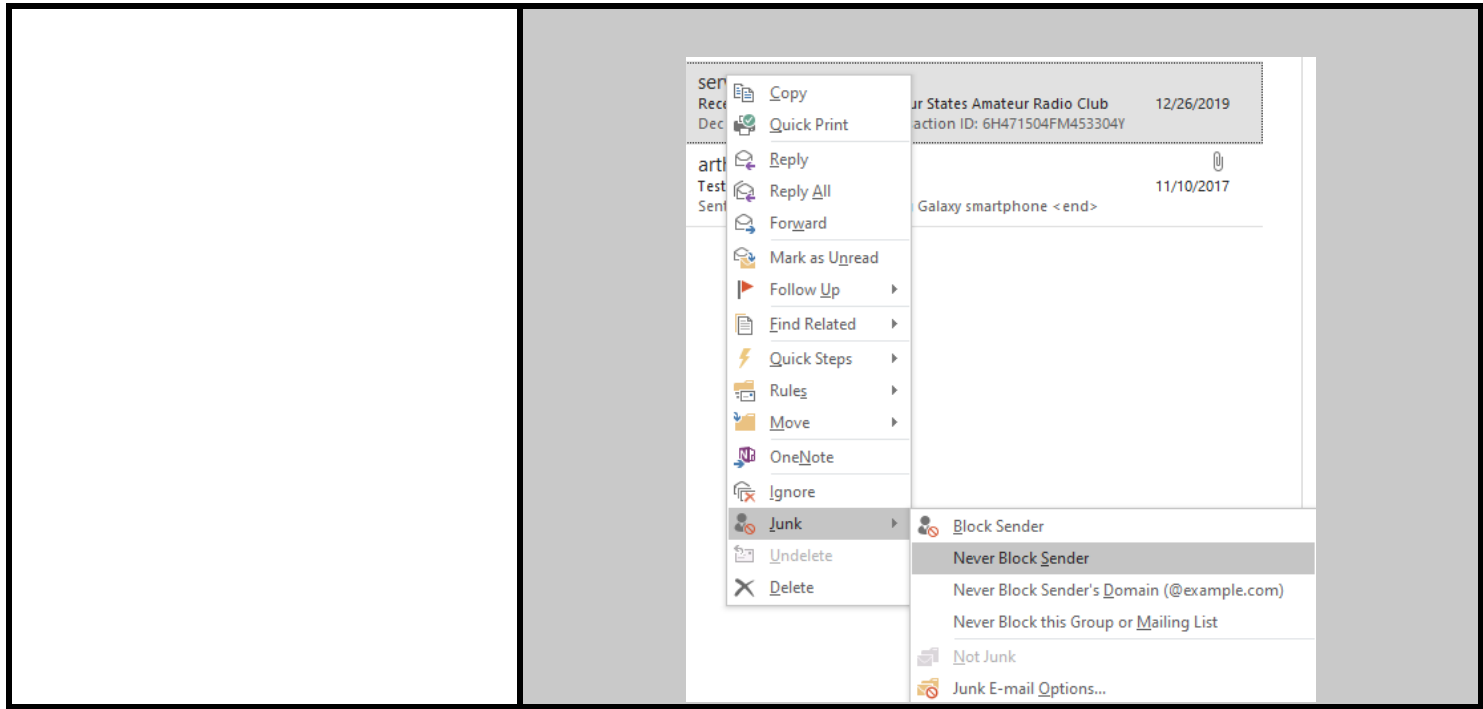 Rece ur States Amateur Radio Club 12/26/2019
Dec action ID: 6H471504FM453304Y
11/10/2017
Test
Sent Galaxy smartphone <end>
Copy
Quick Print
Reply
Reply All
Forward
Mark as Unread
Follow Up
Find Related
Quick Steps
Rules
Move
OneNote
Ignore
Junk
Undelete
Delete
Block Sender
Never Block Sender
Never Block Sender's Domain (@example.com)
Never Block this Group or Mailing List
Not Junk
Junk E-mail Options...